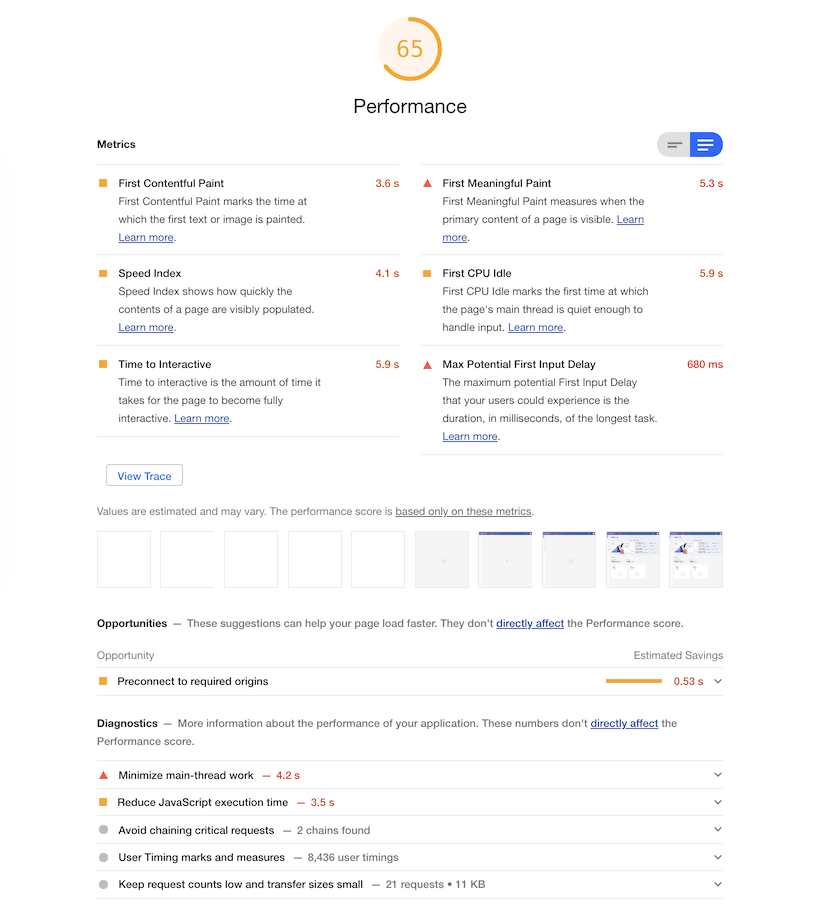 65
Performance
Metrics
First Contentful Paint 3.6 s
First Contentful Paint marks the time at
which the first text or image is painted.
Learn more.
First Meaningful Paint 5.3 s
First Meaningful Paint measures when the
primary content of a page is visible. Learn
more.
Speed Index 4.1 s
Speed Index shows how quickly the
contents of a page are visibly populated.
Learn more.
First CPU Idle 5.9 s
First CPU Idle marks the first time at which
the page's main thread is quiet enough to
handle input. Learn more.
Time to Interactive 5.9 s
Time to interactive is the amount of time it
takes for the page to become fully
interactive. Learn more.
Max Potential First Input Delay 680 ms
The maximum potential First Input Delay
that your users could experience is the
duration, in milliseconds, of the longest task.
Learn more.
View Trace
Values are estimated and may vary. The performance score is based only on these metrics.
Opportunities — These suggestions can help your page load faster. They don't directly affect the Performance score.
Opportunity Estimated Savings
Preconnect to required origins 0.53 s
Diagnostics — More information about the performance of your application. These numbers don't directly affect the
Performance score.
Minimize main-thread work — 4.2 s
Reduce JavaScript execution time — 3.5 s
Avoid chaining critical requests — 2 chains found
User Timing marks and measures — 8,436 user timings
Keep request counts low and transfer sizes small — 21 requests • 11 KB